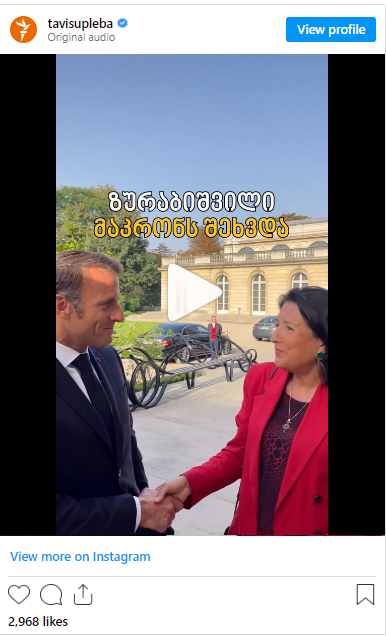 tavisupleba
Original audio
View profile
ზურაბიშვილი
მაკრონს შეხვდა
View more on Instagram
2,968 likes